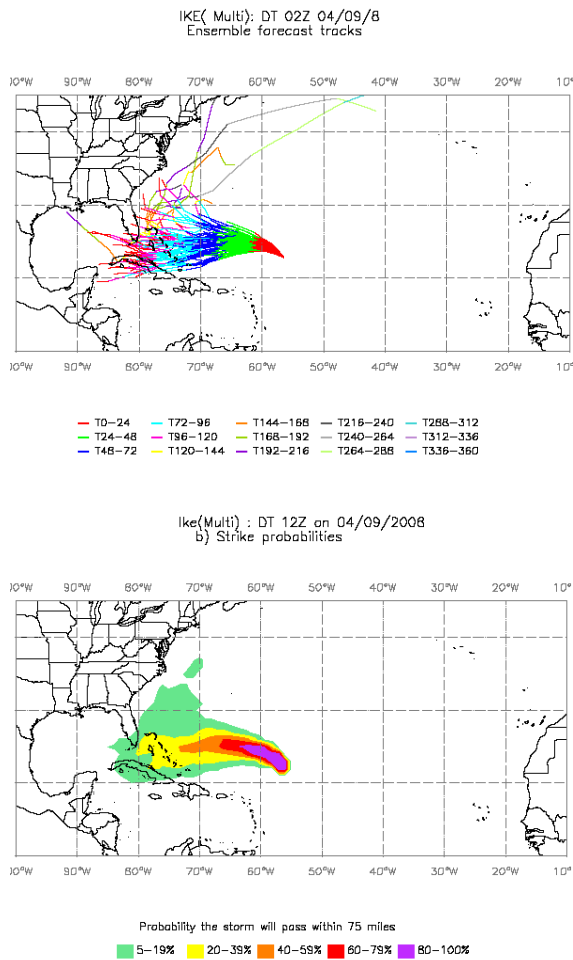 IKE( Multi): DT 02Z 04/09/8
Ensemble forecast tracks
100°W 90°W 80°W 70°W 60°W 50°W 40°W 30°W 20°W 10°W
100°W 90°W 80°W 70°W 60°W 50°W 40°W 30°W 20°W 10°W
T0-24 T72-96 T144-168 T216-240 T288-312
T24-48 T96-120 T168-192 T240-264 T312-336
T48-72 T120-144 T192-216 T264-288 T336-360
Ike(Multi) : DT 12Z on 04/09/2008
b) Strike probabilities
100°W 90°W 80°W 70°W 60°W 50°W 40°W 30°W 20°W 10°W
100°W 90°W 80°W 70°W 60°W 50°W 40°W 30°W 20°W 10°W
Probability the storm will pass within 75 miles
5-19% 20-39% 40-59% 60-79% 80-100%